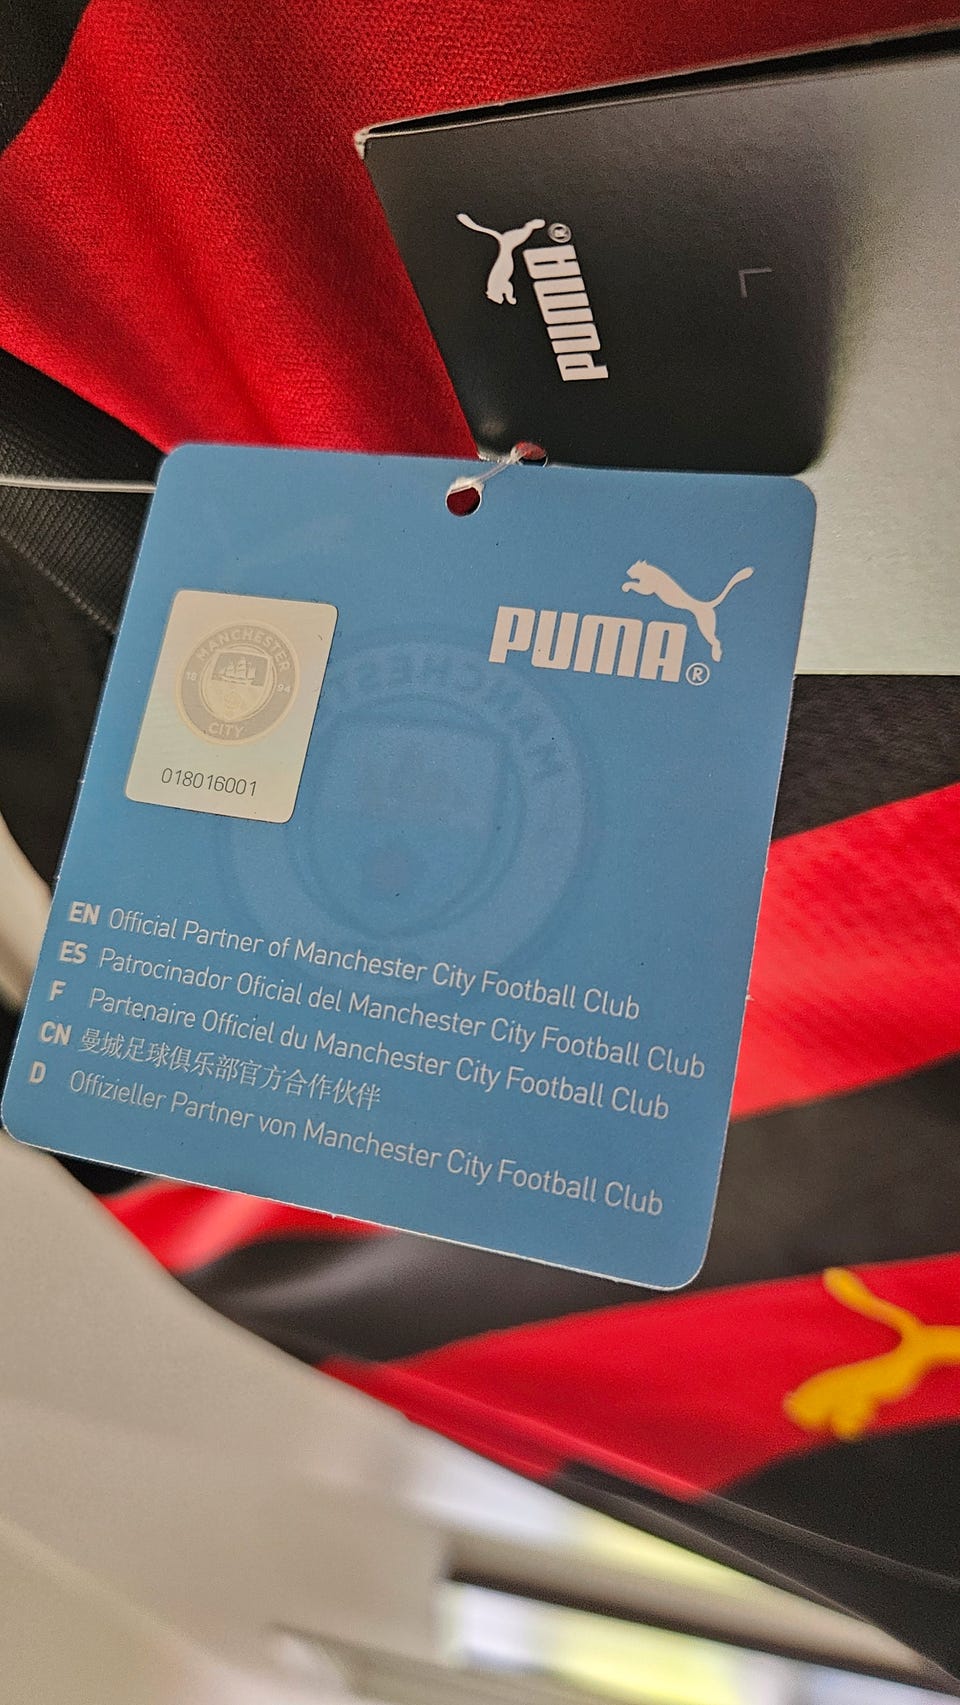 PUMA®
L
PUMA®
MANCHESTER
18 94
CITY
018016001
EN Official Partner of Manchester City Football Club
ES Patrocinador Oficial del Manchester City Football Club
F Partenaire Officiel du Manchester City Football Club
CN 曼城足球俱乐部官方合作伙伴
D Offizieller Partner von Manchester City Football Club